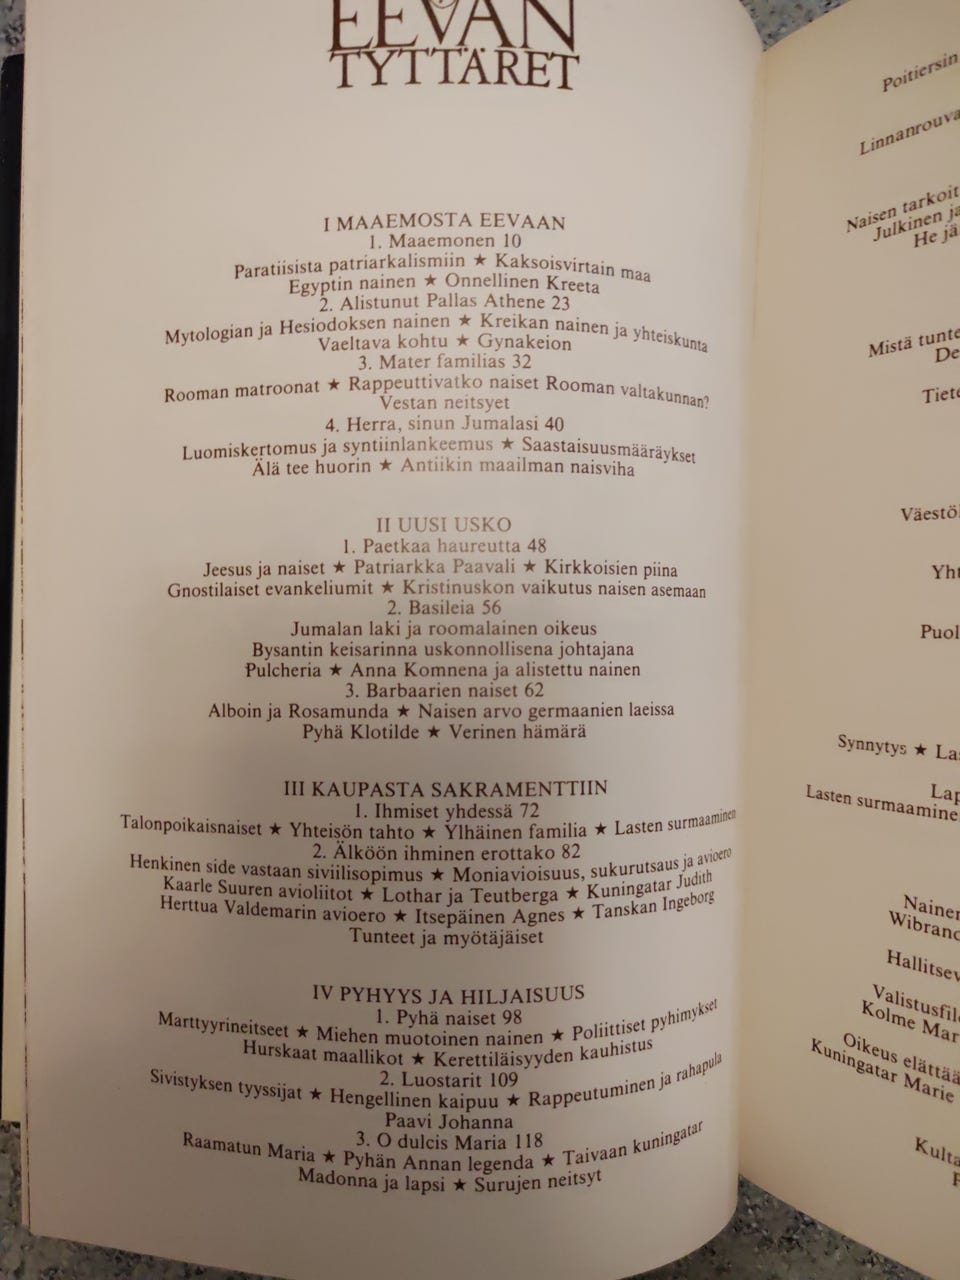 EEVAN
TYTTÄRET
I MAAEMOSTA EEVAAN
1. Maaemonen 10
Paratiisista patriarkalismiin ★ Kaksoisvirtain maa
Egyptin nainen ★ Onnellinen Kreeta
2. Alistunut Pallas Athene 23
Mytologian ja Hesiodoksen nainen ★ Kreikan nainen ja yhteiskunta
Vaeltava kohtu ★ Gynakeion
3. Mater familias 32
Rooman matroonat ★ Rappeuttivatko naiset Rooman valtakunnan?
Vestan neitsyet
4. Herra, sinun Jumalasi 40
Luomiskertomus ja syntiinlankeemus ★ Saastaisuusmääräykset
Älä tee huorin ★ Antiikin maailman naisviha
II UUSI USKO
1. Paetkaa haureutta 48
Jeesus ja naiset ★ Patriarkka Paavali ★ Kirkkoisien piina
Gnostilaiset evankeliumit ★ Kristinuskon vaikutus naisen asemaan
2. Basileia 56
Jumalan laki ja roomalainen oikeus
Bysantin keisarinna uskonnollisena johtajana
Pulcheria ★ Anna Komnena ja alistettu nainen
3. Barbaarien naiset 62
Alboin ja Rosamunda ★ Naisen arvo germaanien laeissa
Pyhä Klotilde ★ Verinen hämärä
III KAUPASTA SAKRAMENTTIIN
1. Ihmiset yhdessä 72
Talonpoikaisnaiset ★ Yhteisön tahto ★ Ylhäinen familia ★ Lasten surmaaminen
2. Älköön ihminen erottako 82
Henkinen side vastaan siviilisopimus ★ Moniavioisuus, sukurutsaus ja avioero
Kaarle Suuren avioliitot ★ Lothar ja Teutberga ★ Kuningatar Judith
Herttua Valdemarin avioero ★ Itsepäinen Agnes ★ Tanskan Ingeborg
Tunteet ja myötäjäiset
IV PYHYYS JA HILJAISUUS
1. Pyhä naiset 98
Marttyyrineitseet ★ Miehen muotoinen nainen ★ Poliittiset pyhimykset
Hurskaat maallikot ★ Kerettiläisyyden kauhistus
2. Luostarit 109
Sivistyksen tyyssijat ★ Hengellinen kaipuu ★ Rappeutuminen ja rahapula
Paavi Johanna
3. O dulcis Maria 118
Raamatun Maria ★ Pyhän Annan legenda ★ Taivaan kuningatar
Madonna ja lapsi ★ Surujen neitsyt
Poitiersin
Linnanrouva
Naisen tarkoit
Julkinen ja
He jä
Mistä tunte
De
Tiete
Väestö
Yht
Puol
Synnytys ★ Las
Lap
Lasten surmaamine
Nainen
Wibrand
Hallitsev
Valistusfil
Kolme Mar
Oikeus elättää
Kuningatar Marie
Kulta